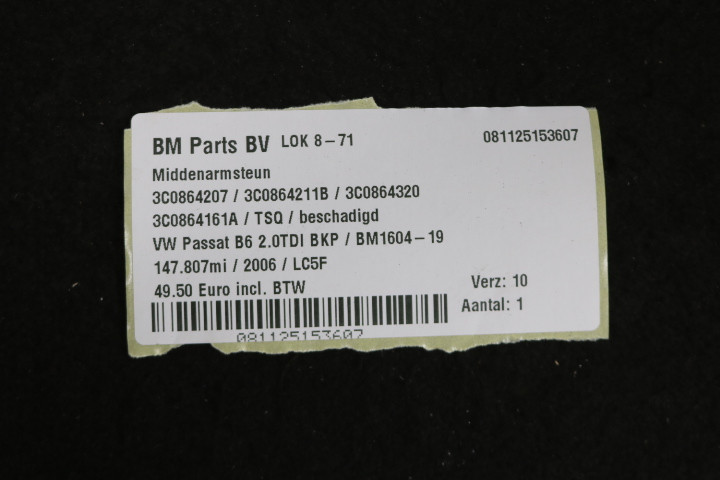 BM Parts BV LOK 8-71 081125153607
Middenarmsteun
3C0864207 / 3C0864211B / 3C0864320
3C0864161A / TSQ / beschadigd
VW Passat B6 2.0TDI BKP / BM1604-19
147.807mi / 2006 / LC5F
49.50 Euro incl. BTW
Verz: 10
Aantal: 1
081125153607